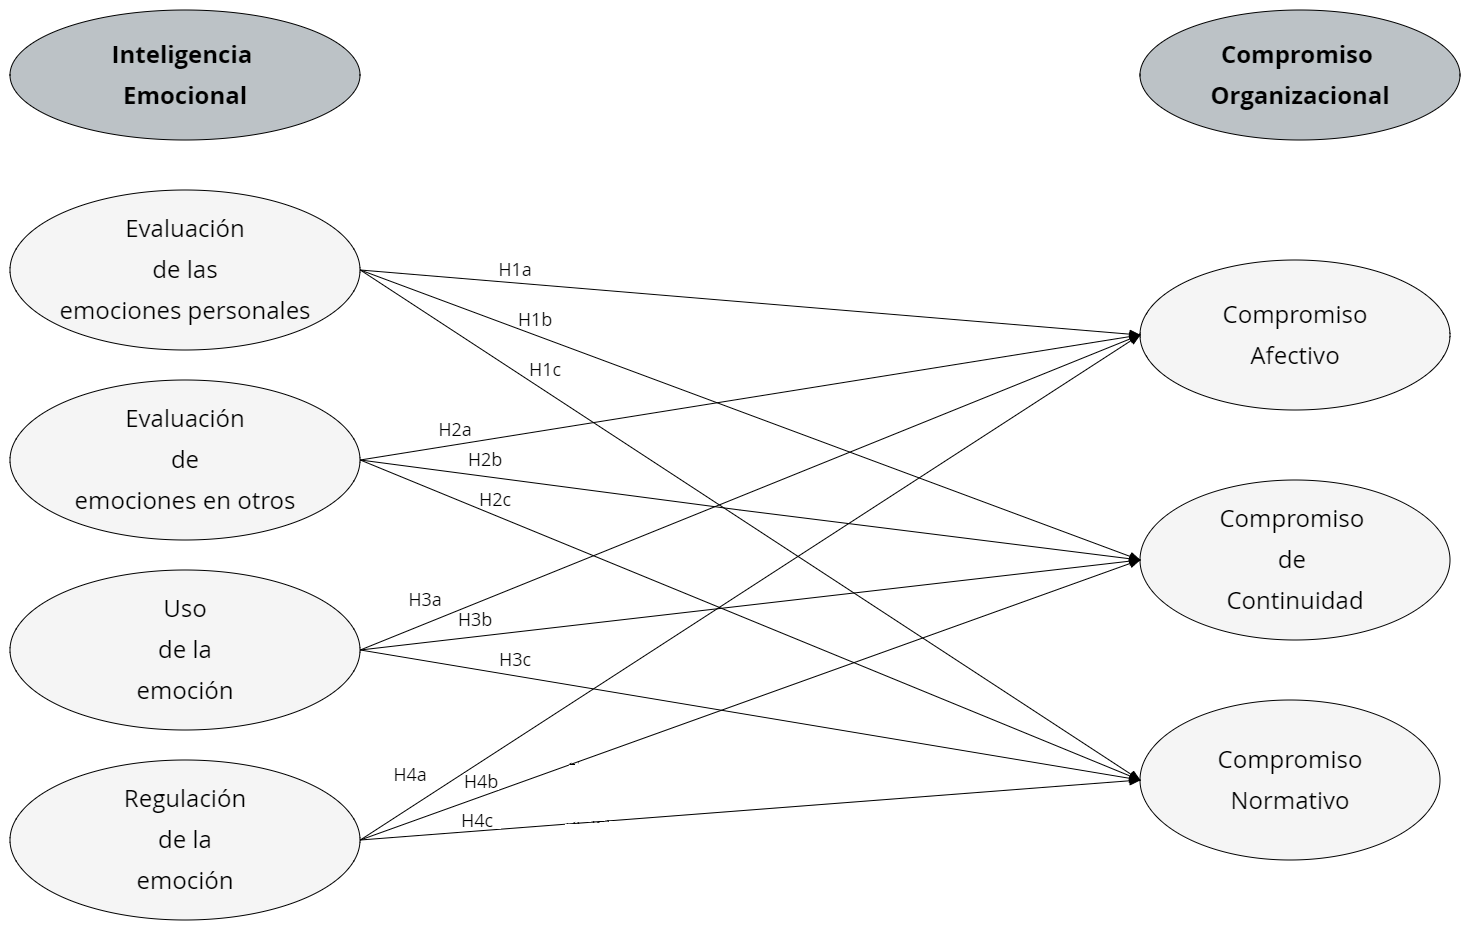 Inteligencia
Emocional
Compromiso
Organizacional
Evaluación
de las
emociones personales
Evaluación
de
emociones en otros
Uso
de la
emoción
Regulación
de la
emoción
H1a
H1b
H1c
H2a
H2b
H2c
H3a
H3b
H3c
H4a
H4b
H4c
Compromiso
Afectivo
Compromiso
de
Continuidad
Compromiso
Normativo